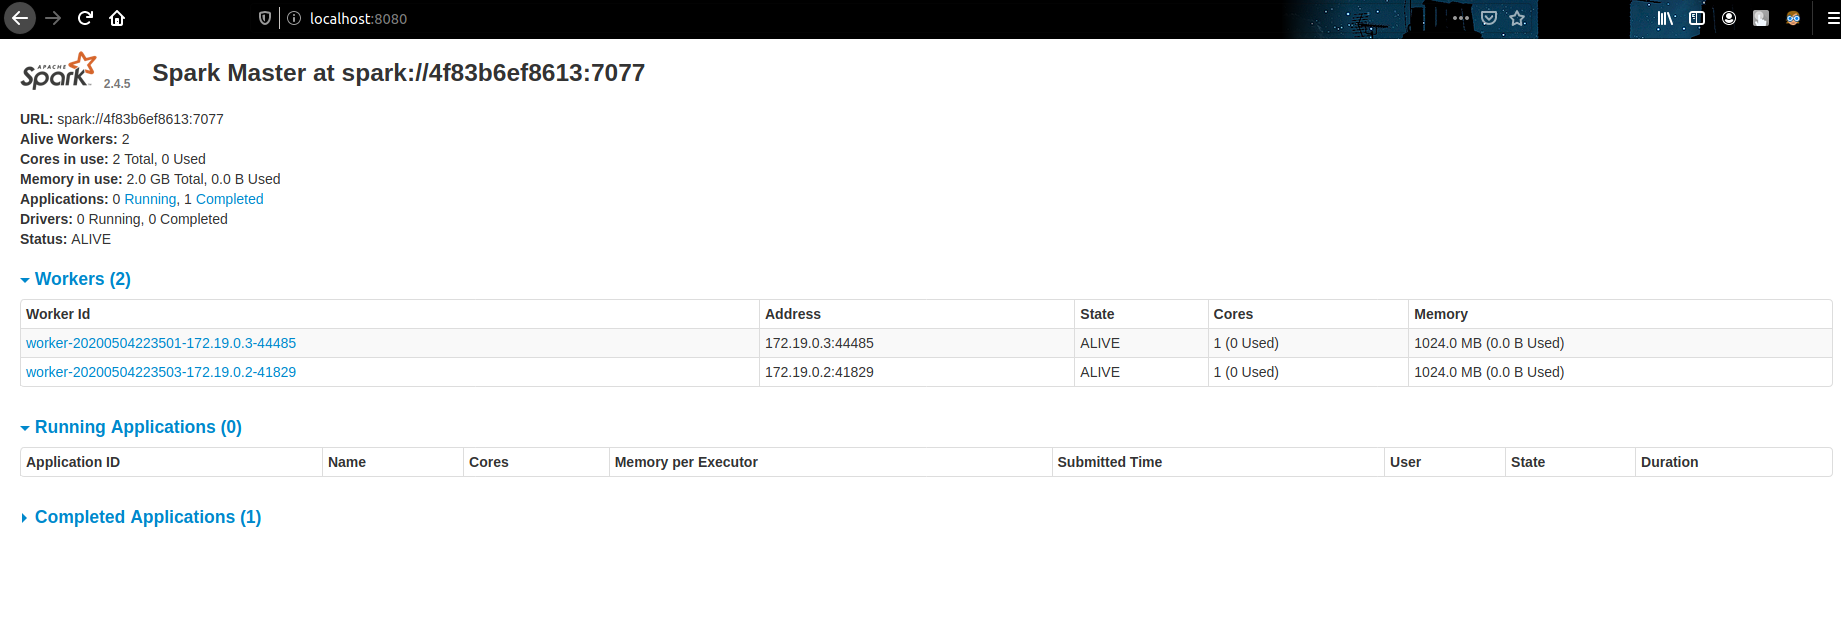 localhost:8080
APACHE
Spark 2.4.5 Spark Master at spark://4f83b6ef8613:7077
URL: spark://4f83b6ef8613:7077
Alive Workers: 2
Cores in use: 2 Total, 0 Used
Memory in use: 2.0 GB Total, 0.0 B Used
Applications: 0 Running, 1 Completed
Drivers: 0 Running, 0 Completed
Status: ALIVE
Workers (2)
Worker Id Address State Cores Memory
worker-20200504223501-172.19.0.3-44485 172.19.0.3:44485 ALIVE 1 (0 Used) 1024.0 MB (0.0 B Used)
worker-20200504223503-172.19.0.2-41829 172.19.0.2:41829 ALIVE 1 (0 Used) 1024.0 MB (0.0 B Used)
Running Applications (0)
Application ID Name Cores Memory per Executor Submitted Time User State Duration
Completed Applications (1)